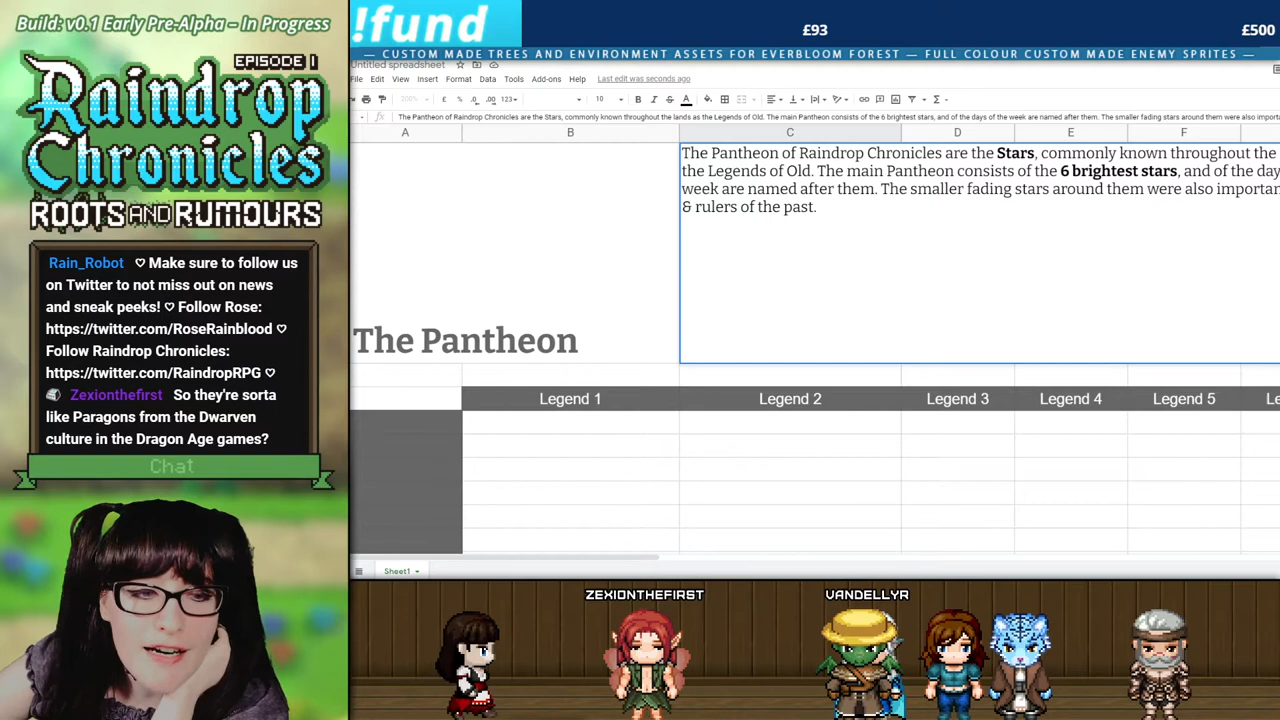 Build: v0.1 Early Pre-Alpha – In Progress
EPISODE I
Raindrop
Chronicles
ROOTS AND RUMOURS
Rain_Robot ♡ Make sure to follow us
on Twitter to not miss out on news
and sneak peeks! ♡ Follow Rose:
https://twitter.com/RoseRainblood ♡
Follow Raindrop Chronicles:
https://twitter.com/RaindropRPG ♡
Zexionthefirst So they're sorta
like Paragons from the Dwarven
culture in the Dragon Age games?
Chat
!fund
£93
£500
— CUSTOM MADE TREES AND ENVIRONMENT ASSETS FOR EVERBLOOM FOREST — FULL COLOUR CUSTOM MADE ENEMY SPRITES —
Untitled spreadsheet
File Edit View Insert Format Data Tools Add-ons Help Last edit was seconds ago
200% £ % .0 .00 123 10 B I S A
fx The Pantheon of Raindrop Chronicles are the Stars, commonly known throughout the lands as the Legends of Old. The main Pantheon consists of the 6 brightest stars, and of the days of the week are named after them. The smaller fading stars around them were also importa
A B C D E F
The Pantheon of Raindrop Chronicles are the Stars, commonly known throughout the
the Legends of Old. The main Pantheon consists of the 6 brightest stars, and of the day
week are named after them. The smaller fading stars around them were also importan
& rulers of the past.
The Pantheon
Legend 1 Legend 2 Legend 3 Legend 4 Legend 5 Le
Sheet1
ZEXIONTHEFIRST
VANDELLYR